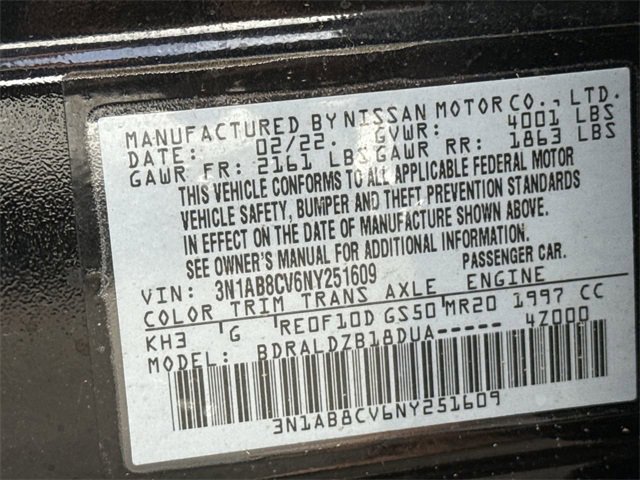 MANUFACTURED BY NISSAN MOTOR CO., LTD.
DATE: 02/22. GVWR: 4001 LBS
GAWR FR: 2161 LBS GAWR RR: 1863 LBS
THIS VEHICLE CONFORMS TO ALL APPLICABLE FEDERAL MOTOR
VEHICLE SAFETY, BUMPER AND THEFT PREVENTION STANDARDS
IN EFFECT ON THE DATE OF MANUFACTURE SHOWN ABOVE.
SEE OWNER'S MANUAL FOR ADDITIONAL INFORMATION.
VIN: 3N1AB8CV6NY251609 PASSENGER CAR.
COLOR TRIM TRANS AXLE ENGINE
KH3 G RE0F10D GS50 MR20 1997 CC
MODEL: BDRALDZB18DUA----- 4Z000
3N1AB8CV6NY251609